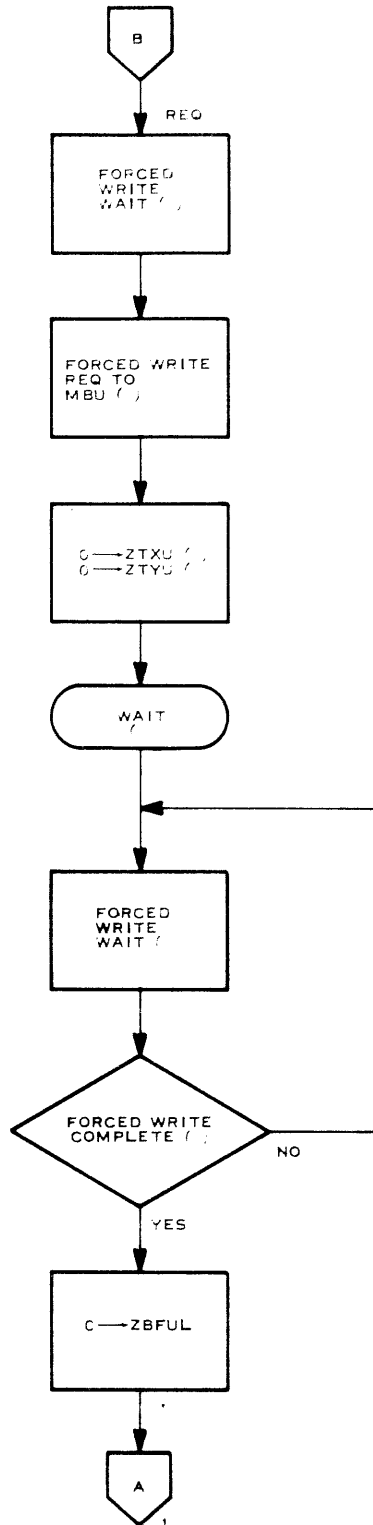 B
REQ
FORCED
WRITE
WAIT ( )
FORCED WRITE
REQ TO
MBU ( )
0 → ZTXU ( )
0 → ZTYU ( )
WAIT
(
FORCED
WRITE
WAIT (
FORCED WRITE
COMPLETE ( )
NO
YES
0 → ZBFUL
A
1